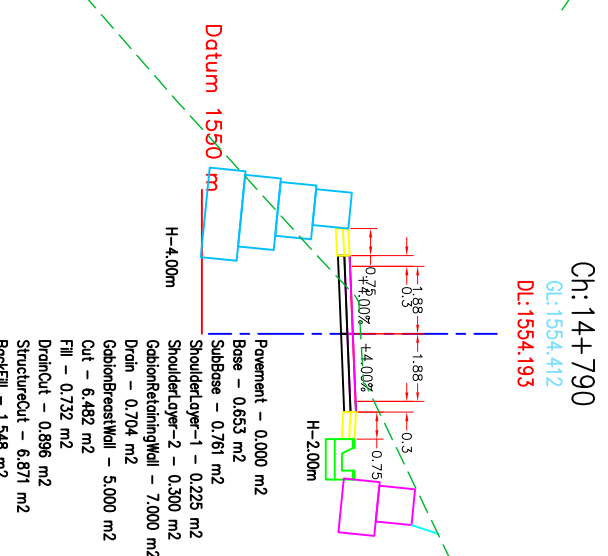 Ch: 14+790
GL:1554.412
DL:1554.193
Datum 1550 m
H-4.00m
H-2.00m
0.75
0.3
1.88
1.88
0.3
0.75
+4.00%
+4.00%
Pavement - 0.000 m2
Base - 0.653 m2
SubBase - 0.761 m2
ShoulderLayer-1 - 0.225 m2
ShoulderLayer-2 - 0.300 m2
GabionRetainingWall - 7.000 m2
Drain - 0.704 m2
GabionBreastWall - 5.000 m2
Cut - 6.482 m2
Fill - 0.732 m2
DrainCut - 0.896 m2
StructureCut - 6.871 m2
BackFill - 1.548 m2